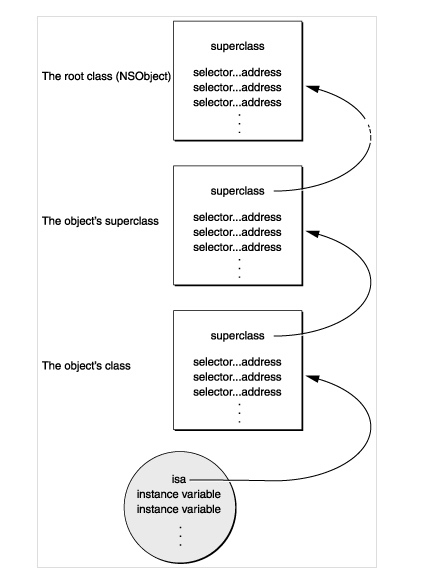 superclass
The root class (NSObject)
selector...address
selector...address
selector...address
.
.
.
superclass
The object's superclass
selector...address
selector...address
selector...address
.
.
.
superclass
The object's class
selector...address
selector...address
selector...address
.
.
.
isa
instance variable
instance variable
.
.
.